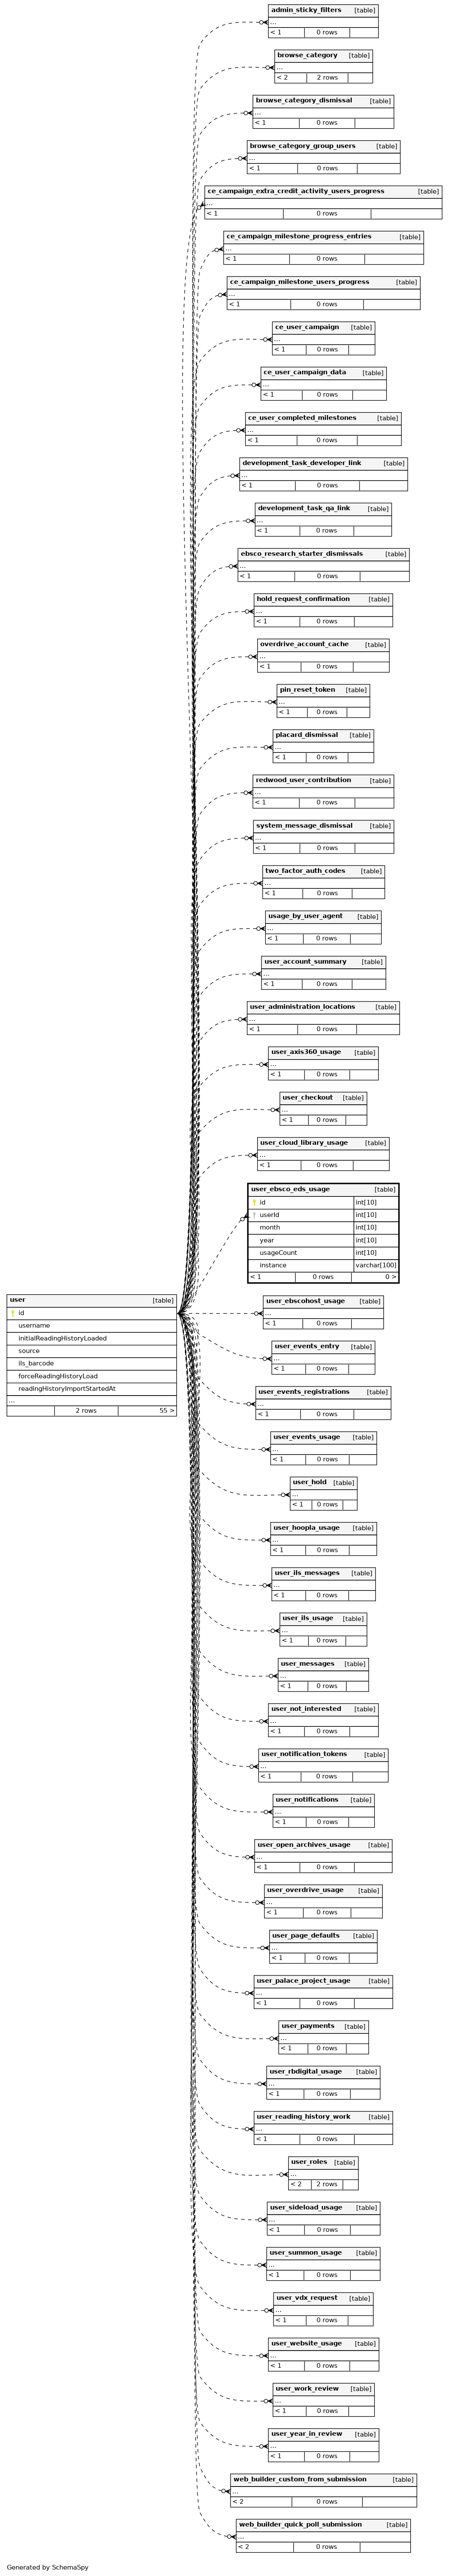 admin_sticky_filters [table]
...
< 1 0 rows
browse_category [table]
...
< 2 2 rows
browse_category_dismissal [table]
...
< 1 0 rows
browse_category_group_users [table]
...
< 1 0 rows
ce_campaign_extra_credit_activity_users_progress [table]
...
< 1 0 rows
ce_campaign_milestone_progress_entries [table]
...
< 1 0 rows
ce_campaign_milestone_users_progress [table]
...
< 1 0 rows
ce_user_campaign [table]
...
< 1 0 rows
ce_user_campaign_data [table]
...
< 1 0 rows
ce_user_completed_milestones [table]
...
< 1 0 rows
development_task_developer_link [table]
...
< 1 0 rows
development_task_qa_link [table]
...
< 1 0 rows
ebsco_research_starter_dismissals [table]
...
< 1 0 rows
hold_request_confirmation [table]
...
< 1 0 rows
overdrive_account_cache [table]
...
< 1 0 rows
pin_reset_token [table]
...
< 1 0 rows
placard_dismissal [table]
...
< 1 0 rows
redwood_user_contribution [table]
...
< 1 0 rows
system_message_dismissal [table]
...
< 1 0 rows
two_factor_auth_codes [table]
...
< 1 0 rows
usage_by_user_agent [table]
...
< 1 0 rows
user_account_summary [table]
...
< 1 0 rows
user_administration_locations [table]
...
< 1 0 rows
user_axis360_usage [table]
...
< 1 0 rows
user_checkout [table]
...
< 1 0 rows
user_cloud_library_usage [table]
...
< 1 0 rows
user_ebsco_eds_usage [table]
id int[10]
userId int[10]
month int[10]
year int[10]
usageCount int[10]
instance varchar[100]
< 1 0 rows 0 >
user [table]
id
username
initialReadingHistoryLoaded
source
ils_barcode
forceReadingHistoryLoad
readingHistoryImportStartedAt
...
2 rows 55 >
user_ebscohost_usage [table]
...
< 1 0 rows
user_events_entry [table]
...
< 1 0 rows
user_events_registrations [table]
...
< 1 0 rows
user_events_usage [table]
...
< 1 0 rows
user_hold [table]
...
< 1 0 rows
user_hoopla_usage [table]
...
< 1 0 rows
user_ils_messages [table]
...
< 1 0 rows
user_ils_usage [table]
...
< 1 0 rows
user_messages [table]
...
< 1 0 rows
user_not_interested [table]
...
< 1 0 rows
user_notification_tokens [table]
...
< 1 0 rows
user_notifications [table]
...
< 1 0 rows
user_open_archives_usage [table]
...
< 1 0 rows
user_overdrive_usage [table]
...
< 1 0 rows
user_page_defaults [table]
...
< 1 0 rows
user_palace_project_usage [table]
...
< 1 0 rows
user_payments [table]
...
< 1 0 rows
user_rbdigital_usage [table]
...
< 1 0 rows
user_reading_history_work [table]
...
< 1 0 rows
user_roles [table]
...
< 2 2 rows
user_sideload_usage [table]
...
< 1 0 rows
user_summon_usage [table]
...
< 1 0 rows
user_vdx_request [table]
...
< 1 0 rows
user_website_usage [table]
...
< 1 0 rows
user_work_review [table]
...
< 1 0 rows
user_year_in_review [table]
...
< 1 0 rows
web_builder_custom_from_submission [table]
...
< 2 0 rows
web_builder_quick_poll_submission [table]
...
< 2 0 rows
Generated by SchemaSpy